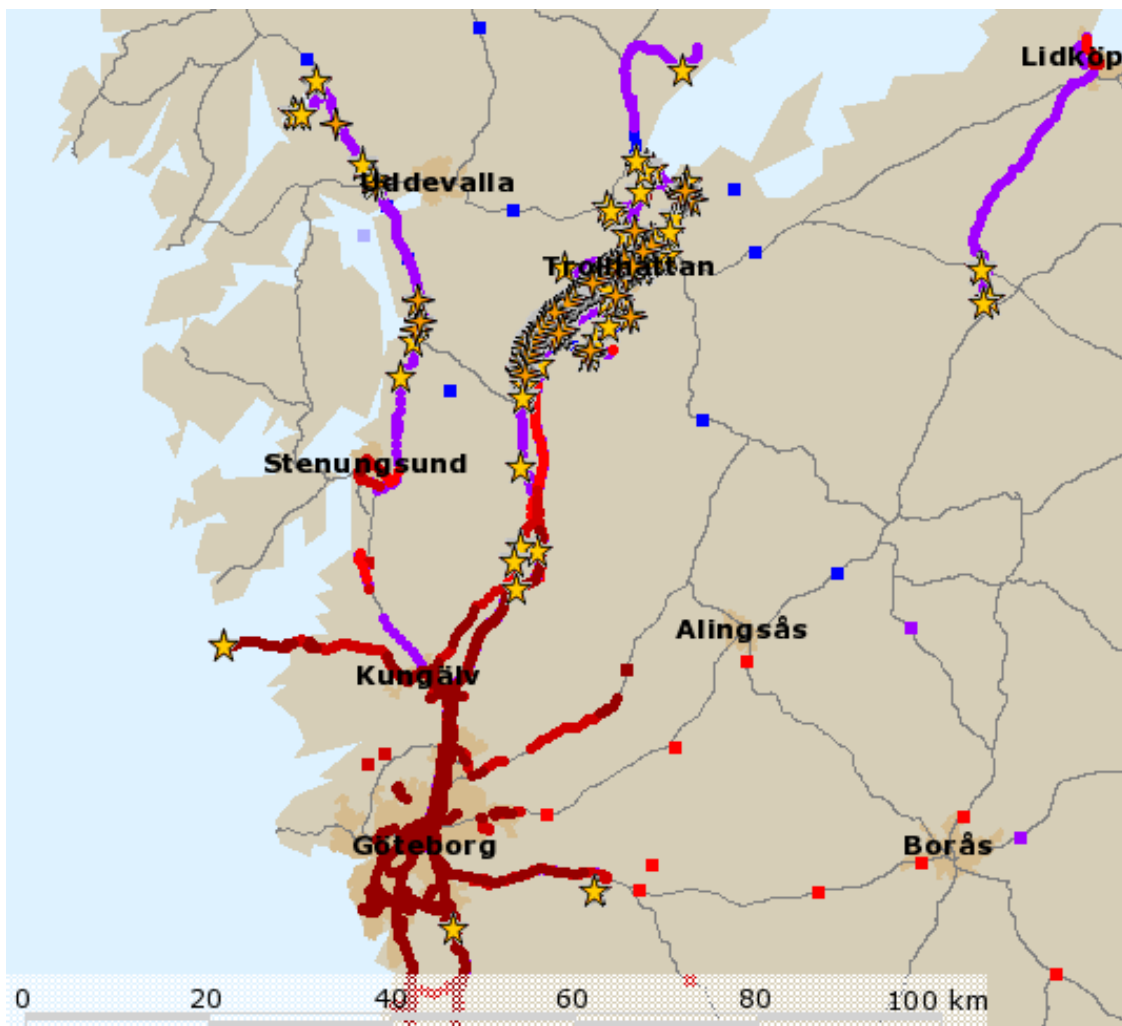 Lidköp
Uddevalla
Trollhättan
Stenungsund
Alingsås
Kungälv
Göteborg
Borås
0 20 40 60 80 100 km